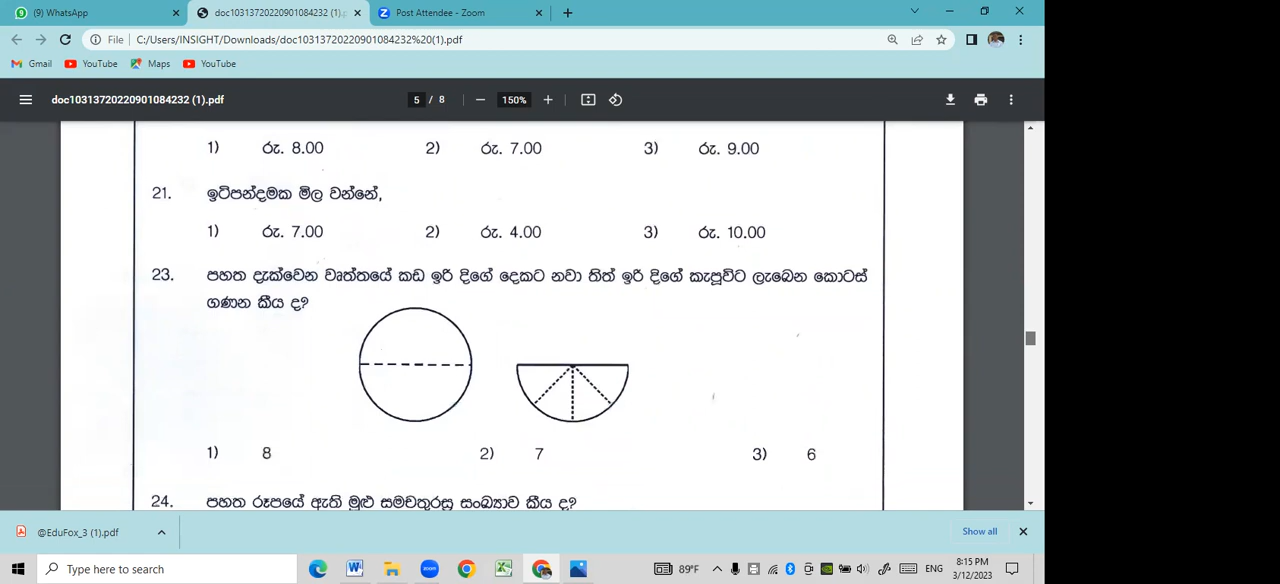 (9) WhatsApp
doc10313720220901084232 (1).p
Post Attendee - Zoom
File
C:/Users/INSIGHT/Downloads/doc10313720220901084232%20(1).pdf
Gmail YouTube Maps YouTube
doc10313720220901084232 (1).pdf
5 / 8
150%
1) රු. 8.00 2) රු. 7.00 3) රු. 9.00
21. ඉටිපන්දමක මිල වන්නේ,
1) රු. 7.00 2) රු. 4.00 3) රු. 10.00
23. පහත දැක්වෙන වෘත්තයේ කඩ ඉරි දිගේ දෙකට නවා තිත් ඉරි දිගේ කැපූවිට ලැබෙන කොටස්
ගණන කීය ද?
1) 8 2) 7 3) 6
24. පහත රූපයේ ඇති මුළු සමචතුරස්‍ර සංඛ්‍යාව කීය ද?
@EduFox_3 (1).pdf
Show all
Type here to search
89°F
ENG
8:15 PM
3/12/2023